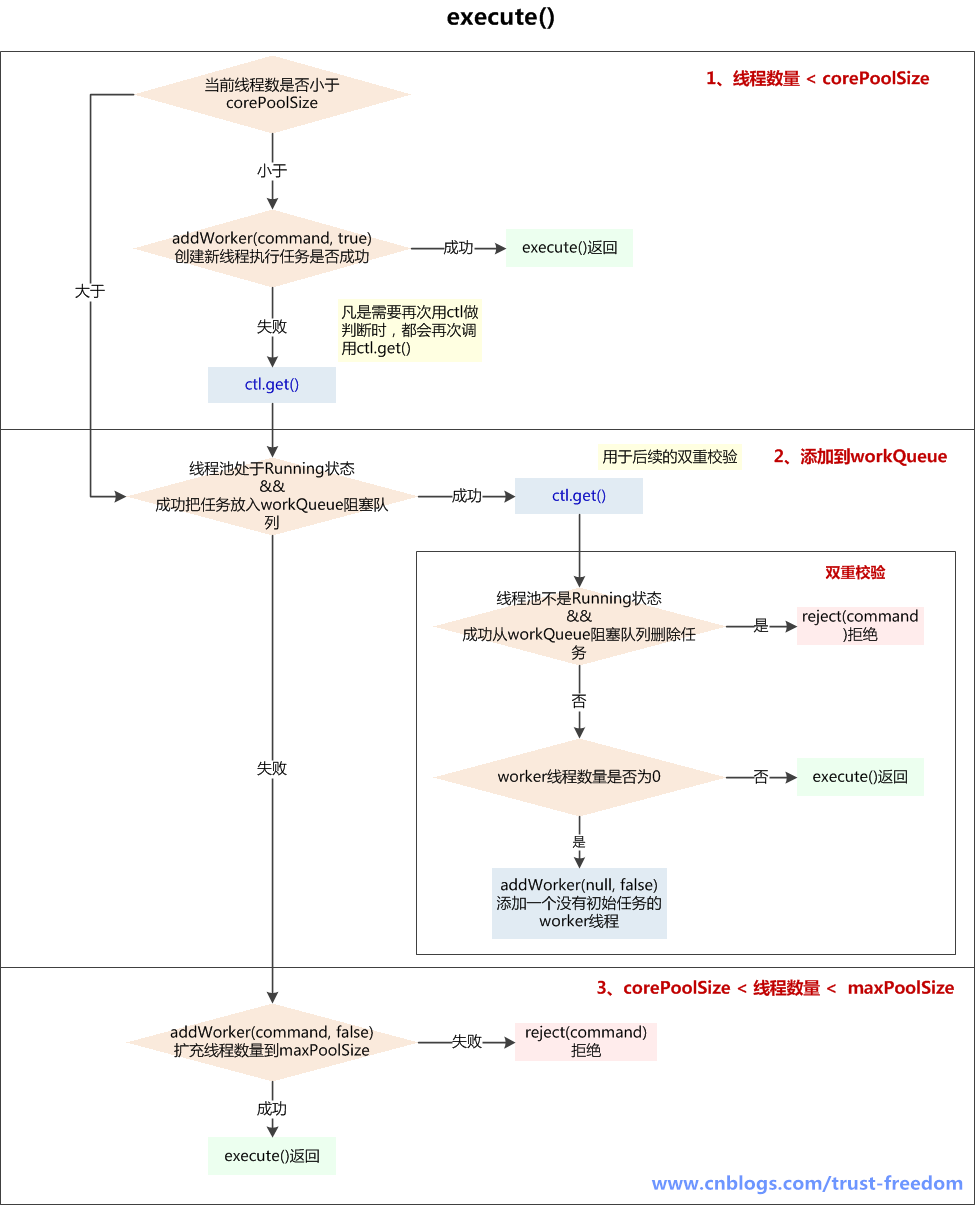 execute()
1、线程数量 < corePoolSize
当前线程数是否小于
corePoolSize
小于
addWorker(command, true)
创建新线程执行任务是否成功
成功
execute()返回
大于
失败
凡是需要再次用ctl做
判断时，都会再次调
用ctl.get()
ctl.get()
2、添加到workQueue
用于后续的双重校验
线程池处于Running状态
&&
成功把任务放入workQueue阻塞队
列
成功
ctl.get()
双重校验
线程池不是Running状态
&&
成功从workQueue阻塞队列删除任
务
是
reject(command
)拒绝
否
worker线程数量是否为0
否
execute()返回
是
addWorker(null, false)
添加一个没有初始任务的
worker线程
失败
3、corePoolSize < 线程数量 < maxPoolSize
addWorker(command, false)
扩充线程数量到maxPoolSize
失败
reject(command)
拒绝
成功
execute()返回
www.cnblogs.com/trust-freedom